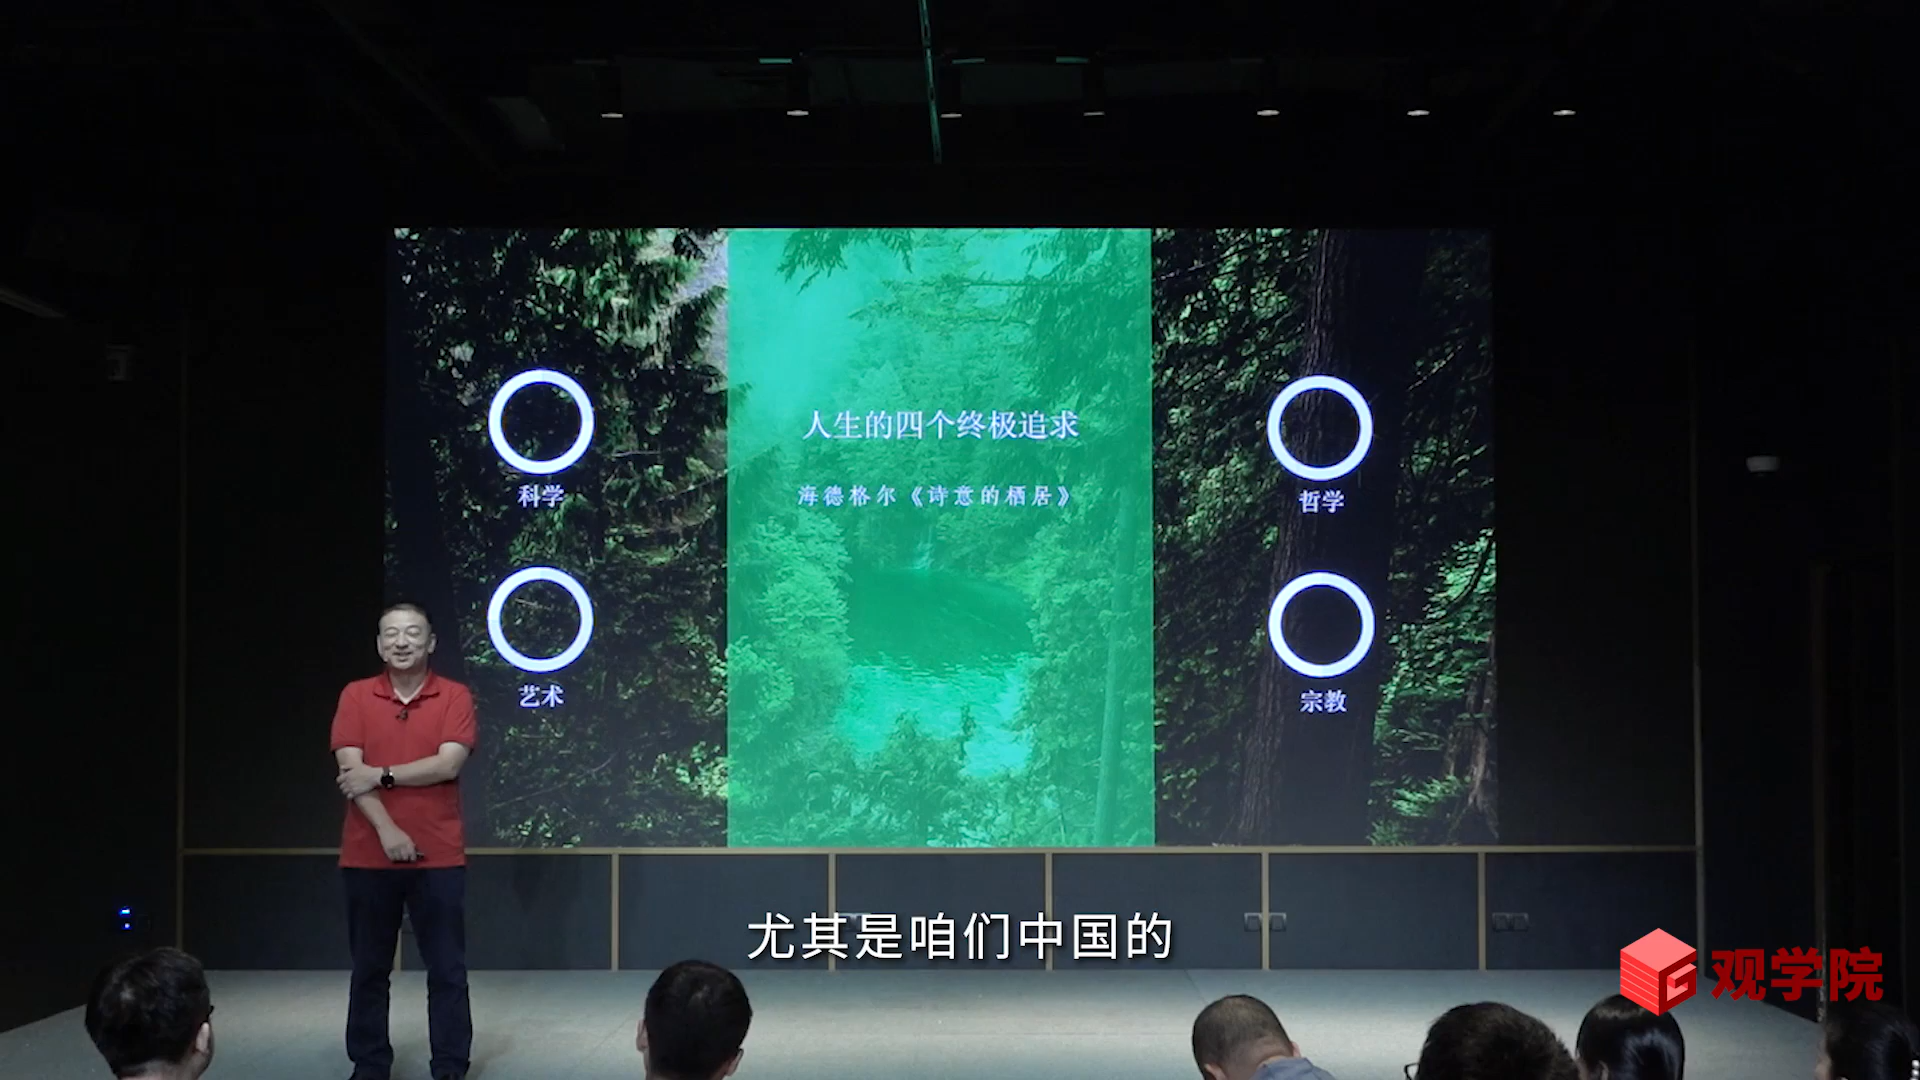 人生的四个终极追求
海德格尔《诗意的栖居》
科学
哲学
艺术
宗教
尤其是咱们中国的
观学院